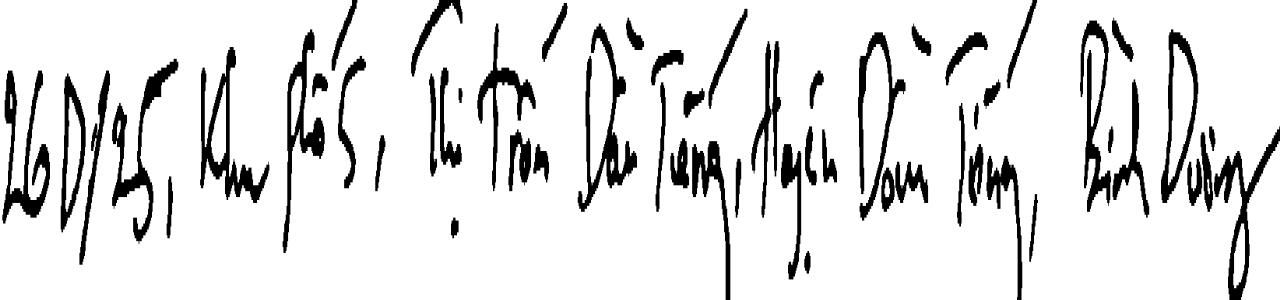 26D/25, Khu phố 5, Thị Trấn Dầu Tiếng, Huyện Dầu Tiếng, Bình Dương